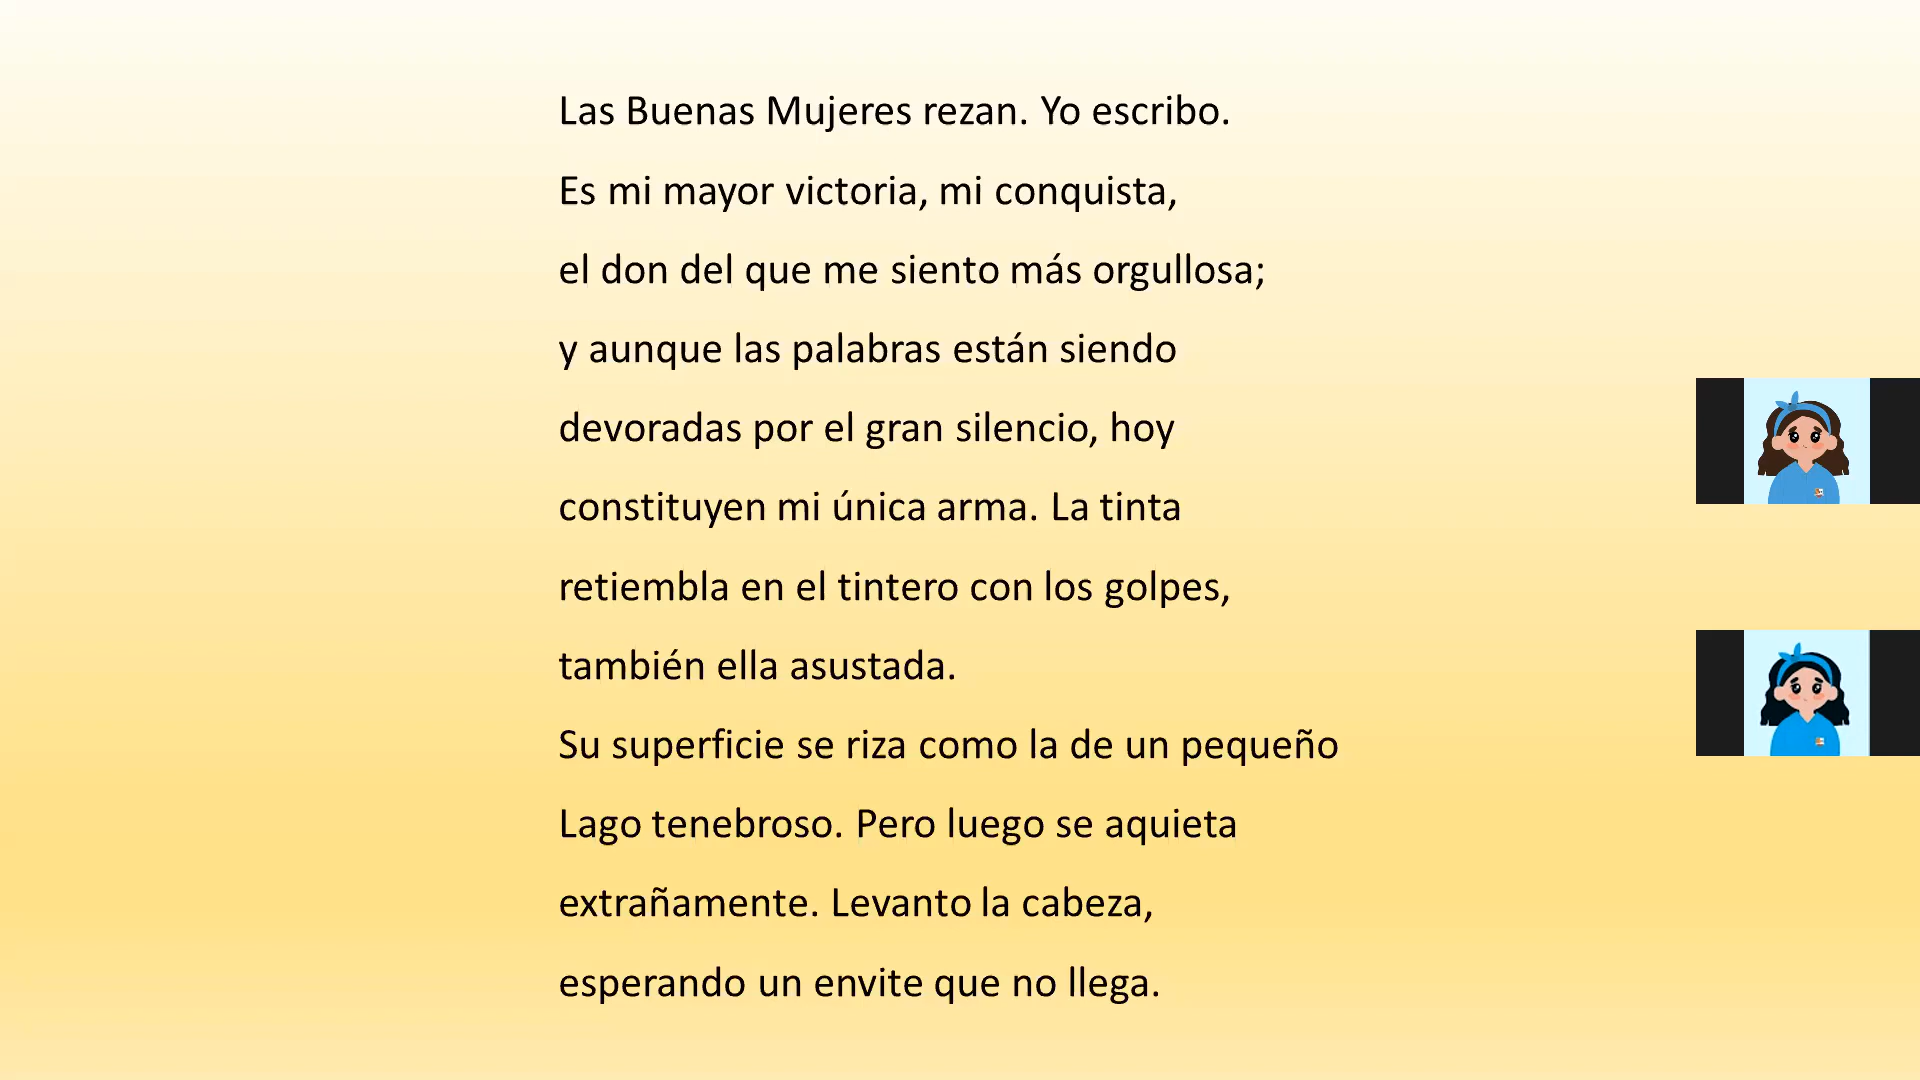 Las Buenas Mujeres rezan. Yo escribo.
Es mi mayor victoria, mi conquista,
el don del que me siento más orgullosa;
y aunque las palabras están siendo
devoradas por el gran silencio, hoy
constituyen mi única arma. La tinta
retiembla en el tintero con los golpes,
también ella asustada.
Su superficie se riza como la de un pequeño
Lago tenebroso. Pero luego se aquieta
extrañamente. Levanto la cabeza,
esperando un envite que no llega.